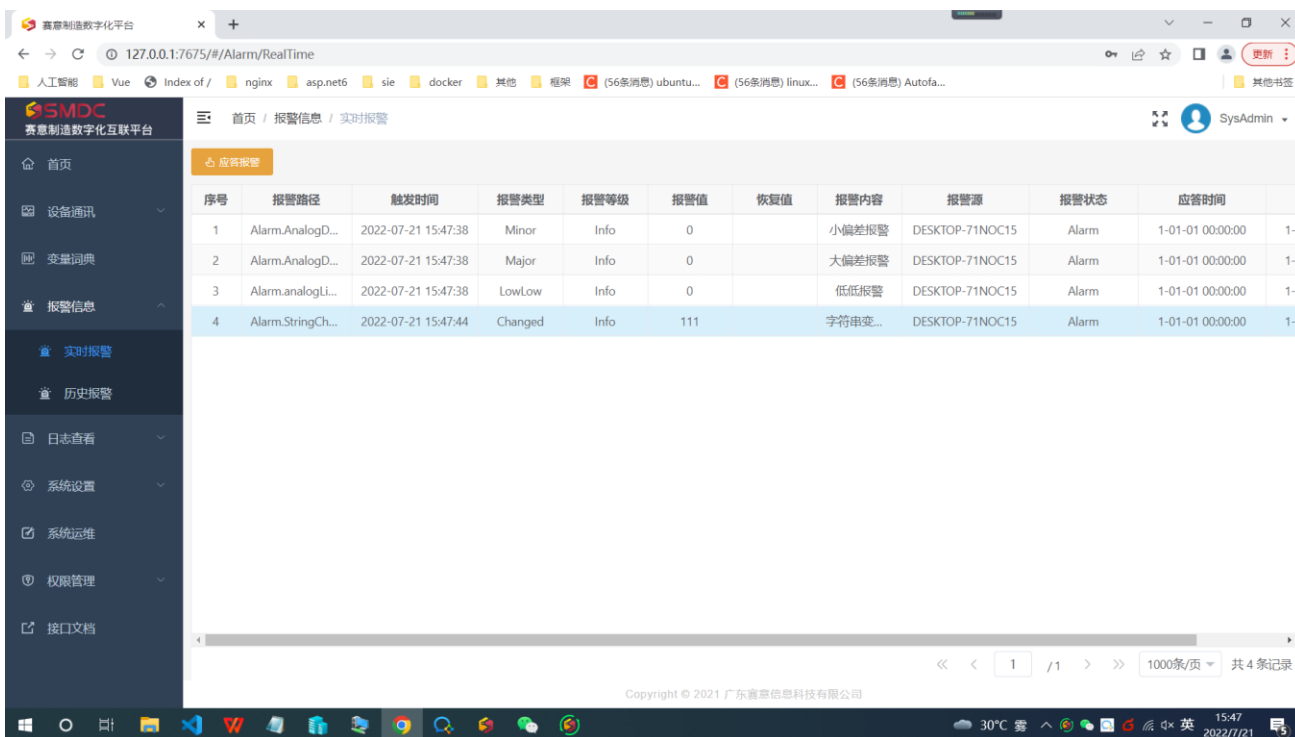 赛意制造数字化平台
127.0.0.1:7675/#/Alarm/RealTime
更新
人工智能 Vue Index of / nginx asp.net6 sie docker 其他 框架 (56条消息) ubuntu... (56条消息) linux... (56条消息) Autofa... 其他书签
SMDC
赛意制造数字化互联平台
首页 / 报警信息 / 实时报警
SysAdmin
首页
设备通讯
变量词典
报警信息
实时报警
历史报警
日志查看
系统设置
系统运维
权限管理
接口文档
应答报警
序号 报警路径 触发时间 报警类型 报警等级 报警值 恢复值 报警内容 报警源 报警状态 应答时间
1 Alarm.AnalogD... 2022-07-21 15:47:38 Minor Info 0 小偏差报警 DESKTOP-71NOC15 Alarm 1-01-01 00:00:00 1-
2 Alarm.AnalogD... 2022-07-21 15:47:38 Major Info 0 大偏差报警 DESKTOP-71NOC15 Alarm 1-01-01 00:00:00 1-
3 Alarm.analogLi... 2022-07-21 15:47:38 LowLow Info 0 低低报警 DESKTOP-71NOC15 Alarm 1-01-01 00:00:00 1-
4 Alarm.StringCh... 2022-07-21 15:47:44 Changed Info 111 字符串变... DESKTOP-71NOC15 Alarm 1-01-01 00:00:00 1-
1 / 1 1000条/页 共 4 条记录
Copyright © 2021 广东赛意信息科技有限公司
30°C 雾 英 15:47
2022/7/21
5